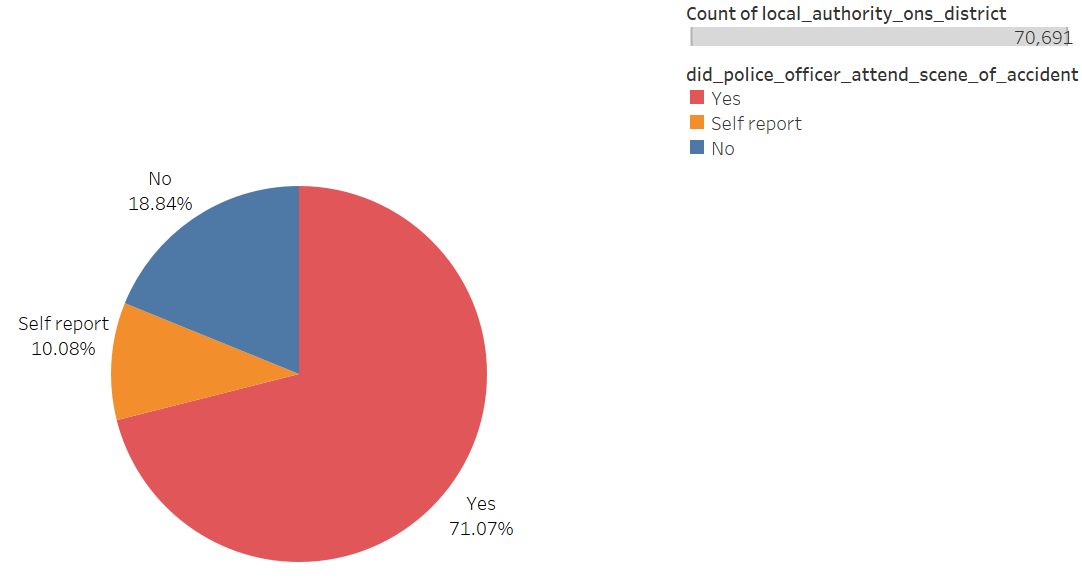 Count of local_authority_ons_district
70,691
did_police_officer_attend_scene_of_accident
Yes
Self report
No
No
18.84%
Self report
10.08%
Yes
71.07%